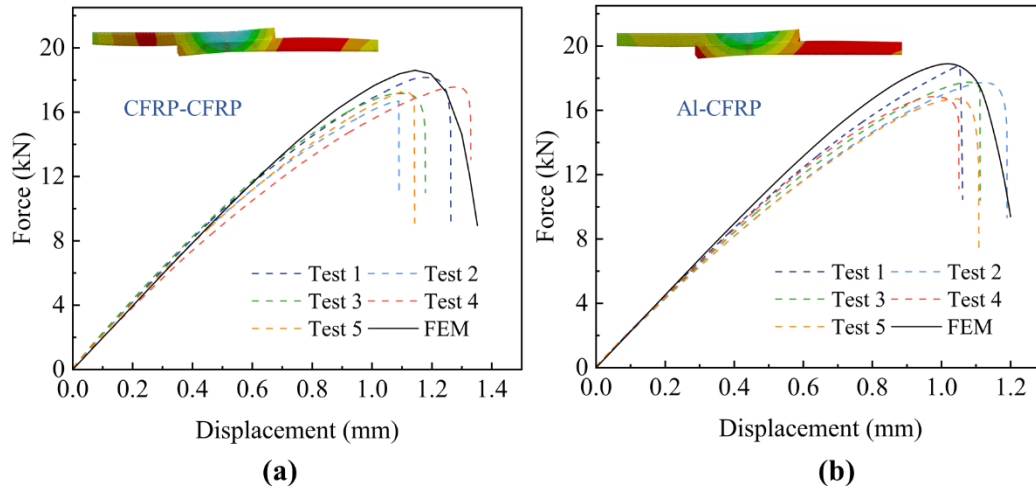 20
16
12
8
4
0
Force (kN)
CFRP-CFRP
Test 1 Test 2
Test 3 Test 4
Test 5 FEM
0.0 0.2 0.4 0.6 0.8 1.0 1.2 1.4
Displacement (mm)
(a)
20
16
12
8
4
0
Force (kN)
Al-CFRP
Test 1 Test 2
Test 3 Test 4
Test 5 FEM
0.0 0.2 0.4 0.6 0.8 1.0 1.2
Displacement (mm)
(b)